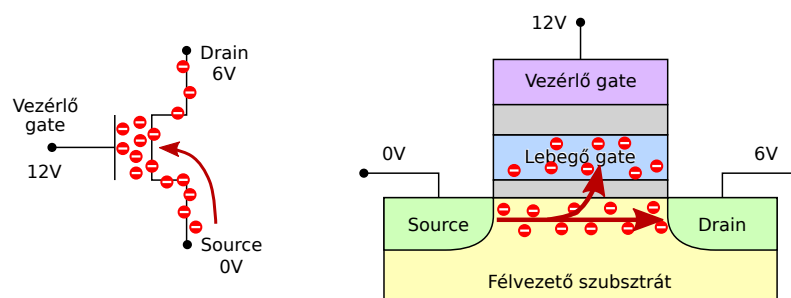 Drain
6V
Vezérlő
gate
12V
Source
0V
12V
Vezérlő gate
0V
Lebegő gate
6V
Source
Drain
Félvezető szubsztrát